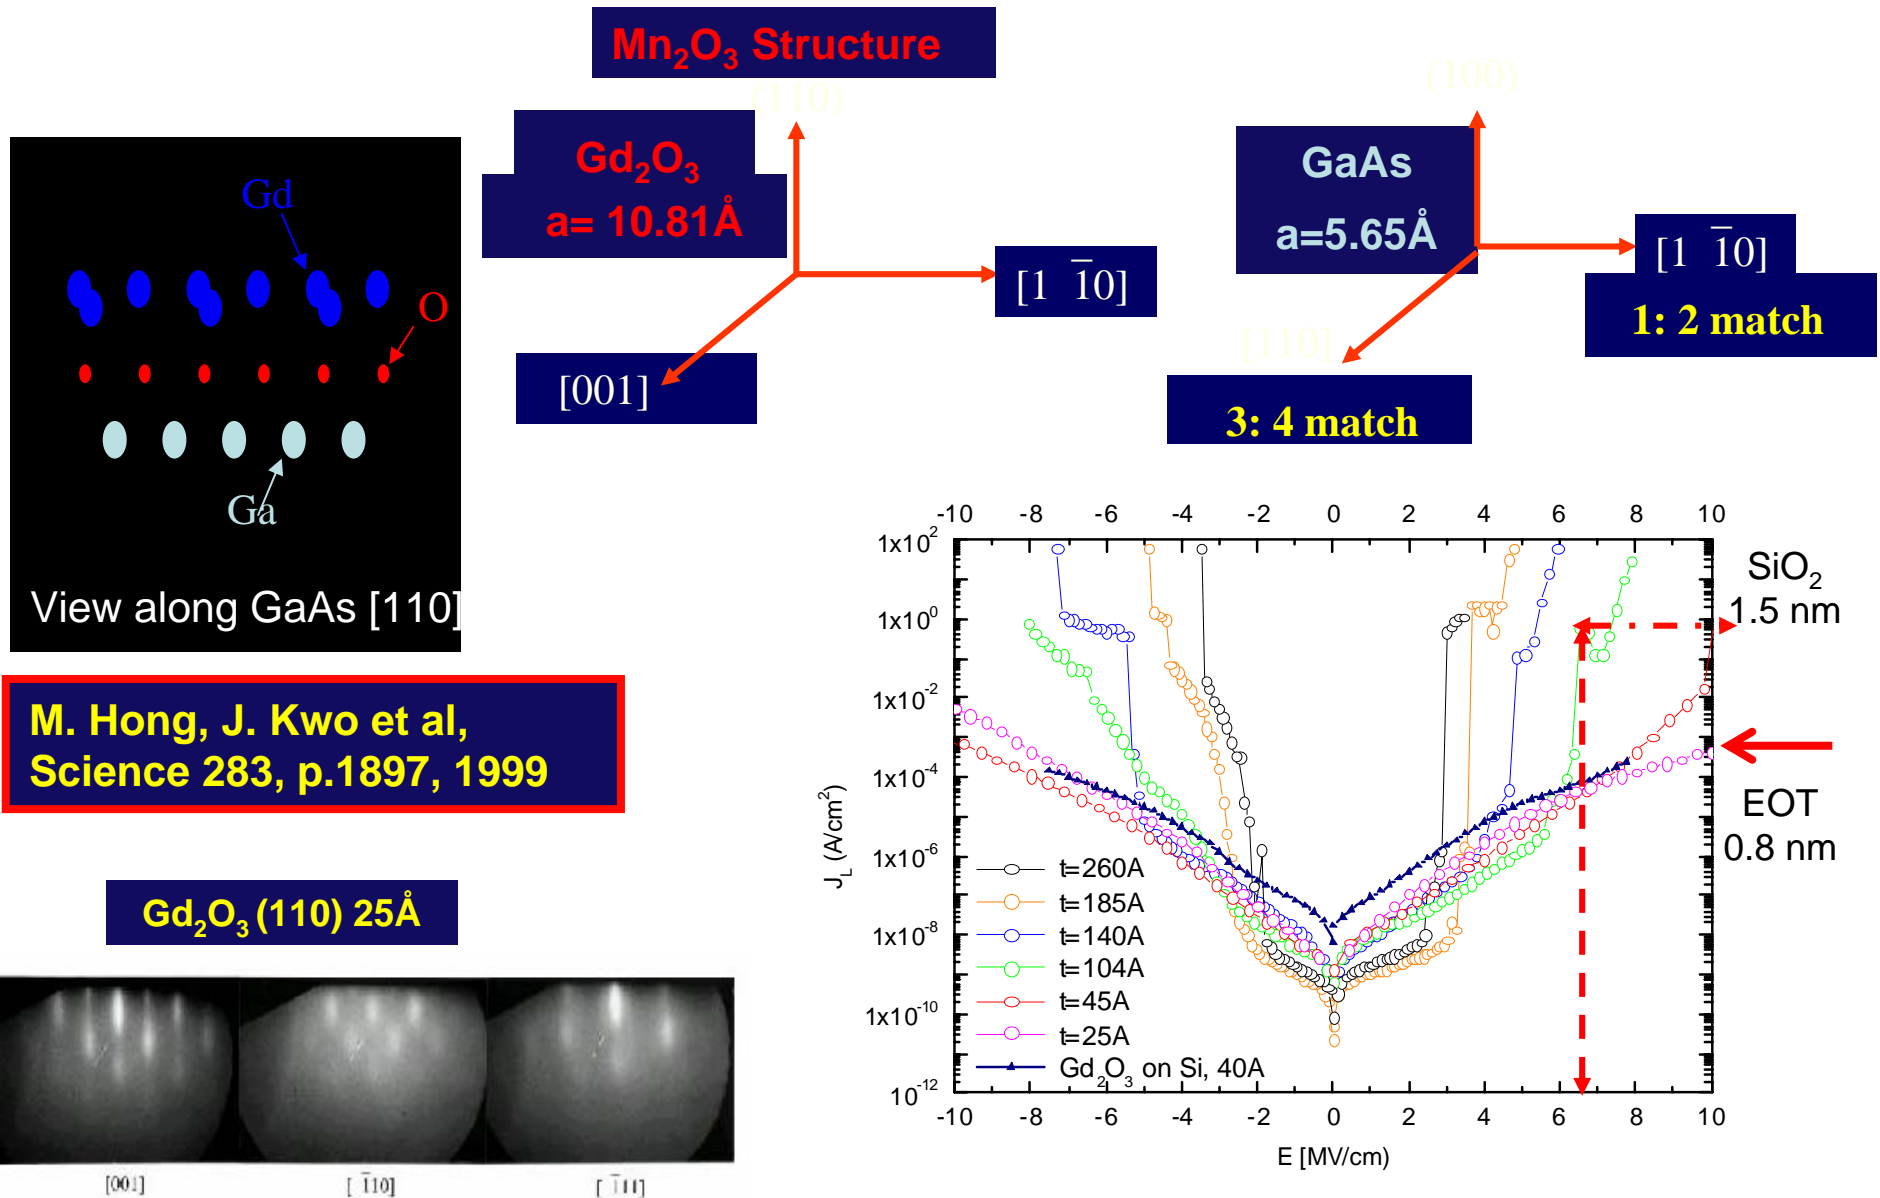 Mn₂O₃ Structure
(110)
(100)
Gd₂O₃
a= 10.81Å
GaAs
a=5.65Å
[1 1̅0]
[001]
[1 1̅0]
1: 2 match
[110]
3: 4 match
Gd
O
Ga
View along GaAs [110]
M. Hong, J. Kwo et al,
Science 283, p.1897, 1999
Gd₂O₃ (110) 25Å
[001]
[1̅10]
[1̅11]
-10 -8 -6 -4 -2 0 2 4 6 8 10
1x10²
1x10⁰
1x10⁻²
1x10⁻⁴
1x10⁻⁶
1x10⁻⁸
1x10⁻¹⁰
10⁻¹²
J_L (A/cm²)
t=260A
t=185A
t=140A
t=104A
t=45A
t=25A
Gd₂O₃ on Si, 40A
-10 -8 -6 -4 -2 0 2 4 6 8 10
E [MV/cm)
SiO₂
1.5 nm
EOT
0.8 nm